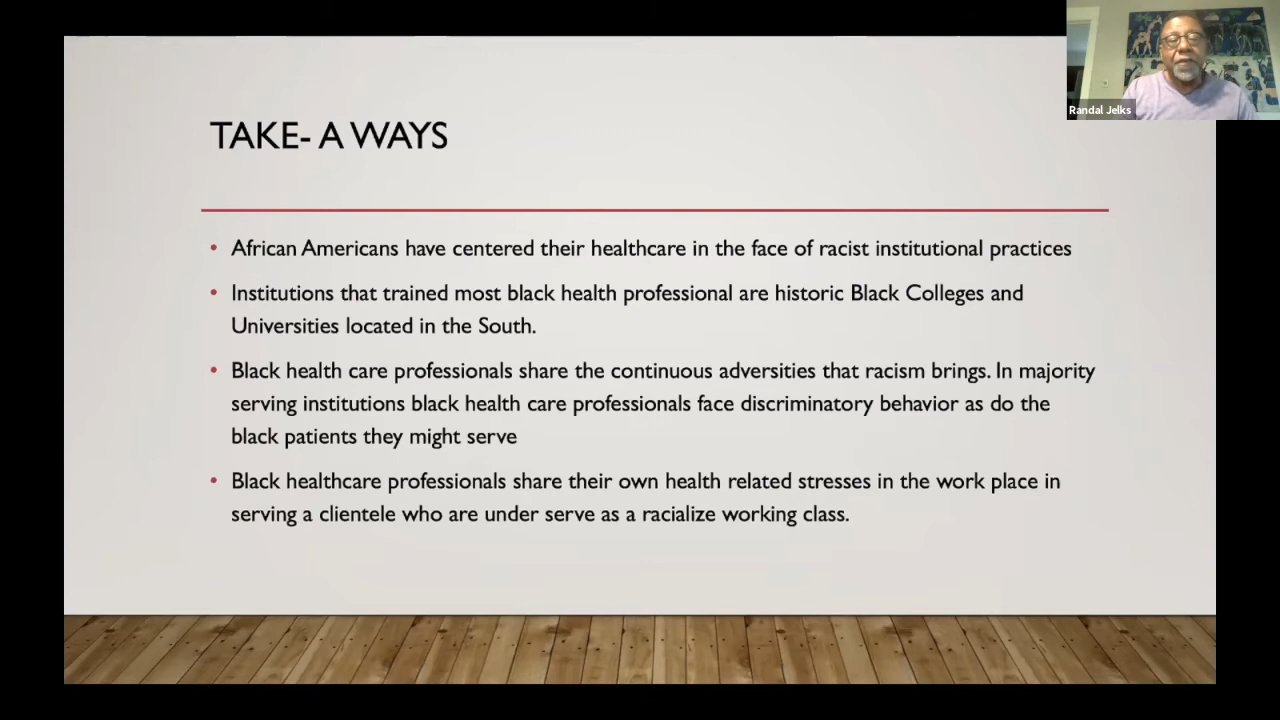 TAKE- A WAYS
• African Americans have centered their healthcare in the face of racist institutional practices
• Institutions that trained most black health professional are historic Black Colleges and
Universities located in the South.
• Black health care professionals share the continuous adversities that racism brings. In majority
serving institutions black health care professionals face discriminatory behavior as do the
black patients they might serve
• Black healthcare professionals share their own health related stresses in the work place in
serving a clientele who are under serve as a racialize working class.
Randal Jelks